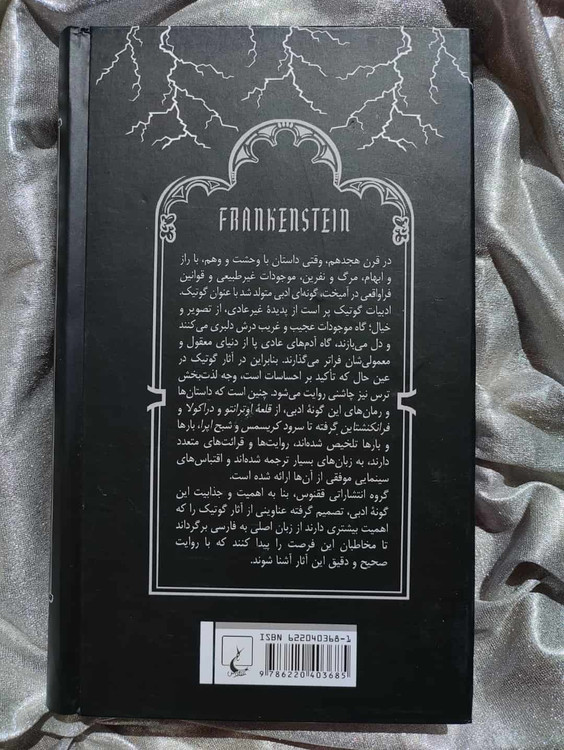 FRANKENSTEIN
در قرن هجدهم، وقتی داستان با وحشت و وهم، با راز
و ابهام، مرگ و نفرین، موجودات غیرطبیعی و قوانین
فراواقعی در آمیخت، گونه‌ای ادبی متولد شد با عنوان گوتیک.
ادبیات گوتیک پر است از پدیدهٔ غیرعادی، از تصویر و
خیال؛ گاه موجودات عجیب و غریب درش دلبری می‌کنند
و دل می‌بازند، گاه آدم‌های عادی پا از دنیای معقول و
معمولی‌شان فراتر می‌گذارند. بنابراین در آثار گوتیک در
عین حال که تأکید بر احساسات است، وجه لذت‌بخش
ترس نیز چاشنی روایت می‌شود. چنین است که داستان‌ها
و رمان‌های این گونهٔ ادبی، از قلعهٔ اوترانتو و دراکولا و
فرانکنشتاین گرفته تا سرود کریسمس و شبح اپرا، بارها
و بارها تلخیص شده‌اند، روایت‌ها و قرائت‌های متعدد
دارند، به زبان‌های بسیار ترجمه شده‌اند و اقتباس‌های
سینمایی موفقی از آن‌ها ارائه شده است.
گروه انتشاراتی ققنوس، بنا به اهمیت و جذابیت این
گونهٔ ادبی، تصمیم گرفته عناوینی از آثار گوتیک را که
اهمیت بیشتری دارند از زبان اصلی به فارسی برگرداند
تا مخاطبان این فرصت را پیدا کنند که با روایت
صحیح و دقیق این آثار آشنا شوند.
ISBN 622040368-1
9 786220 403685